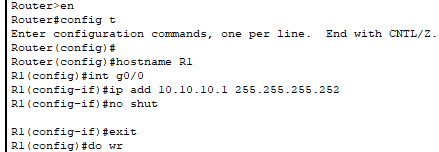 Router>en
Router#config t
Enter configuration commands, one per line.  End with CNTL/Z.
Router(config)#
Router(config)#hostname R1
R1(config)#int g0/0
R1(config-if)#ip add 10.10.10.1 255.255.255.252
R1(config-if)#no shut
R1(config-if)#exit
R1(config)#do wr